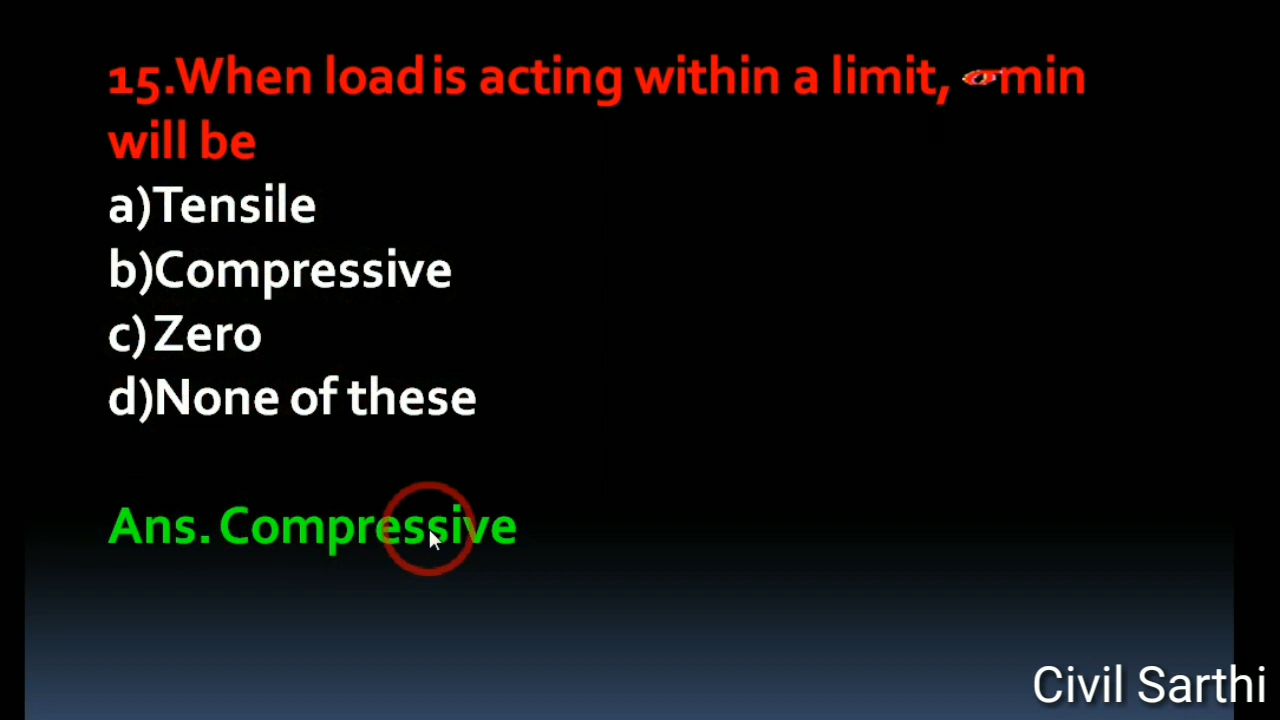 15.When load is acting within a limit, σmin
will be
a)Tensile
b)Compressive
c) Zero
d)None of these
Ans. Compressive
Civil Sarthi